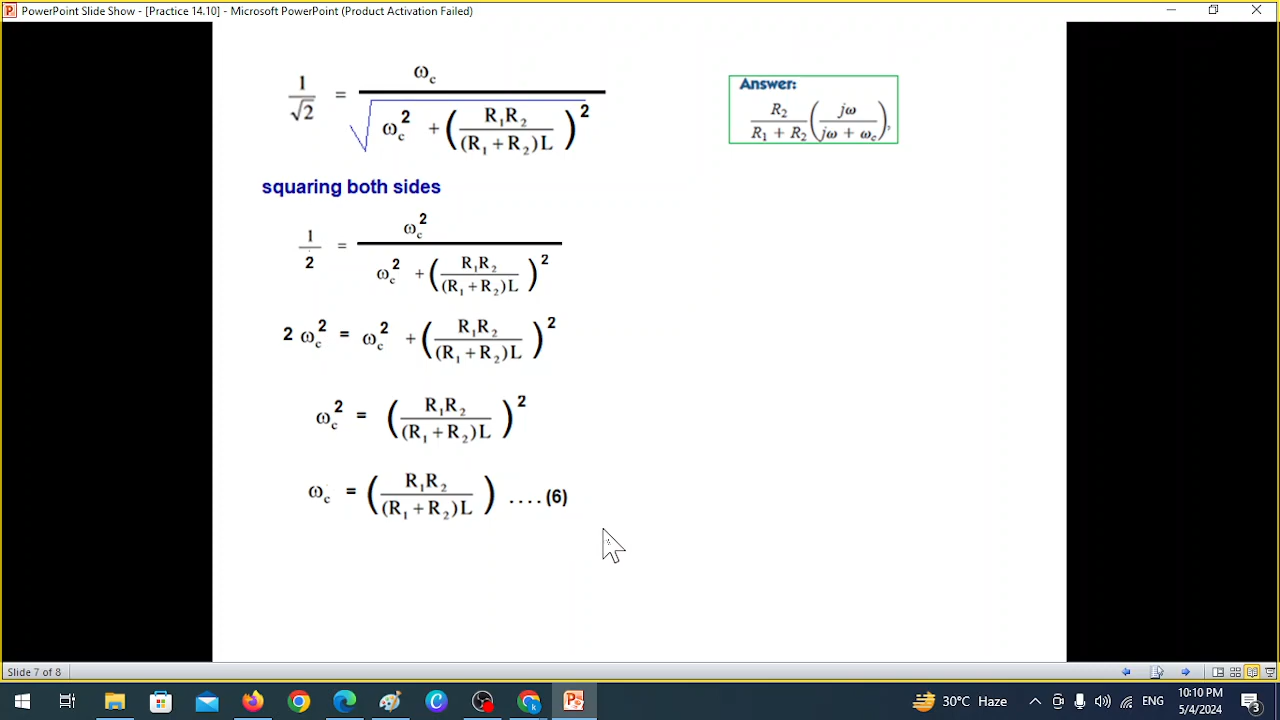 PowerPoint Slide Show - [Practice 14.10] - Microsoft PowerPoint (Product Activation Failed)
1/√2 = ω_c / √(ω_c² + (R₁R₂ / (R₁ + R₂)L)²)
Answer:
R₂ / R₁ + R₂ (jω / jω + ω_c),
squaring both sides
1/2 = ω_c² / ω_c² + (R₁R₂ / (R₁ + R₂)L)²
2 ω_c² = ω_c² + (R₁R₂ / (R₁ + R₂)L)²
ω_c² = (R₁R₂ / (R₁ + R₂)L)²
ω_c = (R₁R₂ / (R₁ + R₂)L) ....(6)
Slide 7 of 8
30°C Haze
ENG
10:10 PM
5/4/2024
3